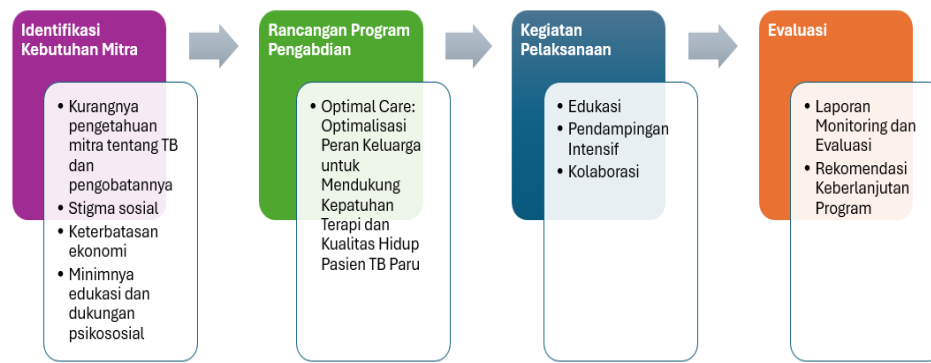 Identifikasi
Kebutuhan Mitra
• Kurangnya
pengetahuan
mitra tentang TB
dan
pengobatannya
• Stigma sosial
• Keterbatasan
ekonomi
• Minimnya
edukasi dan
dukungan
psikososial
Rancangan Program
Pengabdian
• Optimal Care:
Optimalisasi
Peran Keluarga
untuk
Mendukung
Kepatuhan
Terapi dan
Kualitas Hidup
Pasien TB Paru
Kegiatan
Pelaksanaan
• Edukasi
• Pendampingan
Intensif
• Kolaborasi
Evaluasi
• Laporan
Monitoring dan
Evaluasi
• Rekomendasi
Keberlanjutan
Program